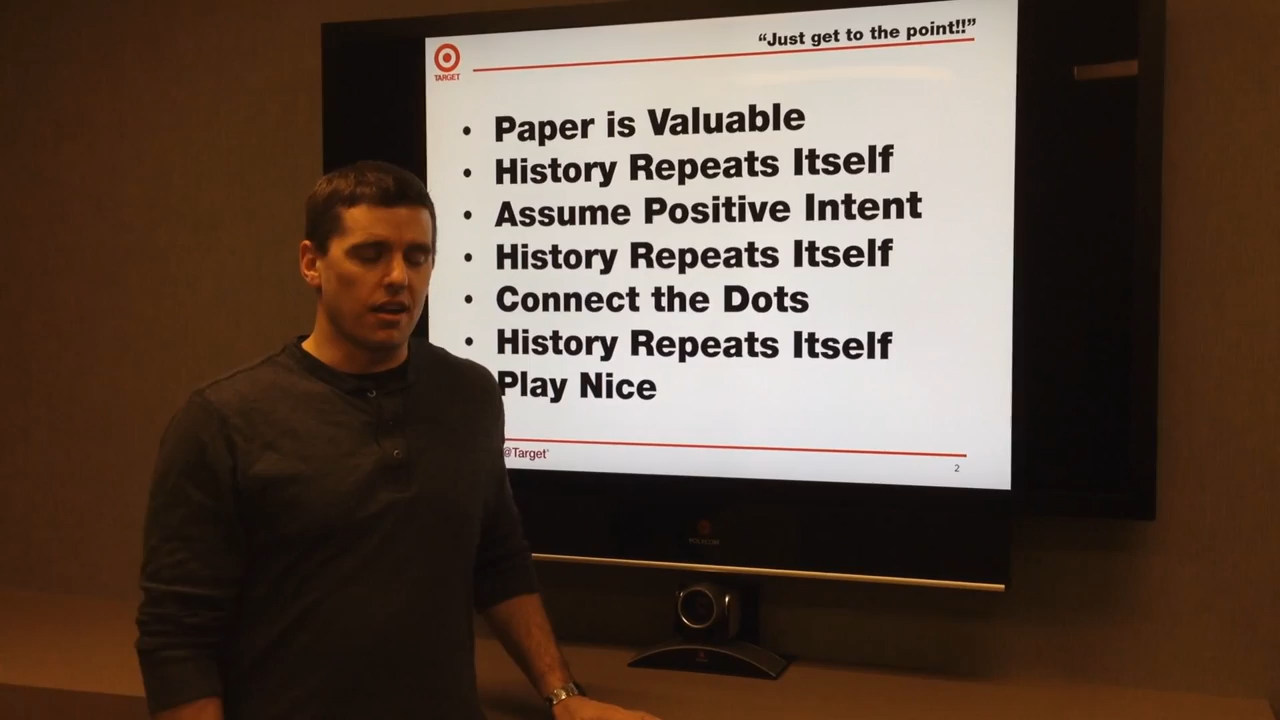 “Just get to the point!!”
TARGET
• Paper is Valuable
• History Repeats Itself
• Assume Positive Intent
• History Repeats Itself
• Connect the Dots
• History Repeats Itself
Play Nice
@Target
2
POLYCOM